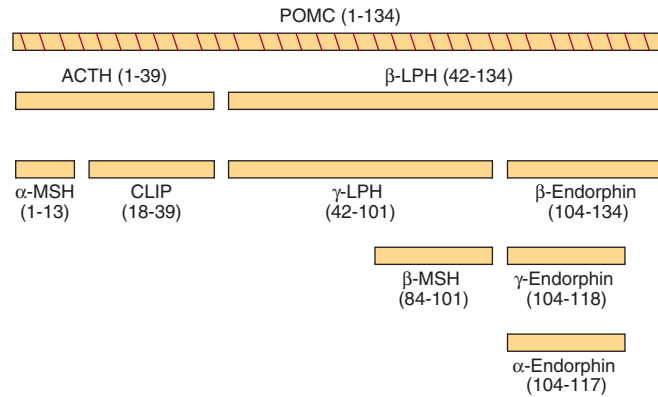 POMC (1-134)
ACTH (1-39)
β-LPH (42-134)
α-MSH
(1-13)
CLIP
(18-39)
γ-LPH
(42-101)
β-Endorphin
(104-134)
β-MSH
(84-101)
γ-Endorphin
(104-118)
α-Endorphin
(104-117)